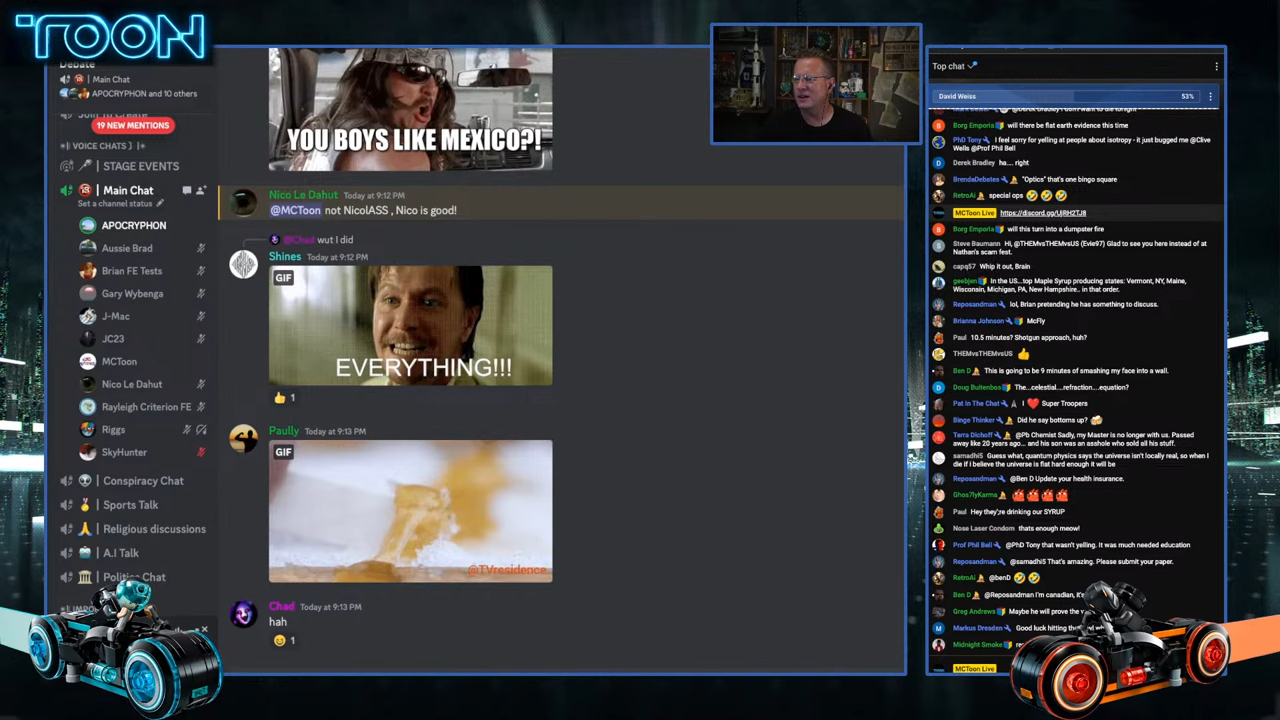 TOON
Debate
Main Chat
APOCRYPHON and 10 others
19 NEW MENTIONS
VOICE CHATS
| STAGE EVENTS
| Main Chat
Set a channel status
APOCRYPHON
Aussie Brad
Brian FE Tests
Gary Wybenga
J-Mac
JC23
MCToon
Nico Le Dahut
Rayleigh Criterion FE
Riggs
SkyHunter
| Conspiracy Chat
| Sports Talk
| Religious discussions
| A.I Talk
| Politics Chat
YOU BOYS LIKE MEXICO?!
Nico Le Dahut Today at 9:12 PM
@MCToon not NicolASS , Nico is good!
@Chad wut I did
Shines Today at 9:12 PM
GIF
EVERYTHING!!!
1
Paully Today at 9:13 PM
GIF
@TVresidence
Chad Today at 9:13 PM
hah
1
Top chat
David Weiss 53%
Borg Emporia will there be flat earth evidence this time
PhD Tony I feel sorry for yelling at people about isotropy - it just bugged me @Clive
Wells @Prof Phil Bell
Derek Bradley ha.... right
BrendaDebates "Optics" that's one bingo square
RetroAi special ops
MCToon Live https://discord.gg/UjRH2TJ8
Borg Emporia will this turn into a dumpster fire
Steve Baumann Hi, @THEMvsTHEMvsUS (Evie97) Glad to see you here instead of at
Nathan's scam fest.
capq57 Whip it out, Brain
geebjen In the US...top Maple Syrup producing states: Vermont, NY, Maine,
Wisconsin, Michigan, PA, New Hampshire.. in that order.
Reposandman lol, Brian pretending he has something to discuss.
Brianna Johnson McFly
Paul 10.5 minutes? Shotgun approach, huh?
THEMvsTHEMvsUS
Ben D This is going to be 9 minutes of smashing my face into a wall.
Doug Buitenbos The...celestial...refraction...equation?
Pat In The Chat I Super Troopers
Binge Thinker Did he say bottoms up?
Terra Dichoff @Pb Chemist Sadly, my Master is no longer with us. Passed
away like 20 years ago... and his son was an asshole who sold all his stuff.
samadhi5 Guess what, quantum physics says the universe isn't locally real, so when I
die if I believe the universe is flat hard enough it will be
Reposandman @Ben D Update your health insurance.
Ghos7lyKarma
Paul Hey they're drinking our SYRUP
Nose Laser Condom thats enough meow!
Prof Phil Bell @PhD Tony that wasn't yelling. It was much needed education
Reposandman @samadhi5 That's amazing. Please submit your paper.
RetroAi @benD
Ben D @Reposandman I'm canadian, it's
Greg Andrews Maybe he will prove the
Markus Dresden Good luck hitting
Midnight Smoke
MCToon Live